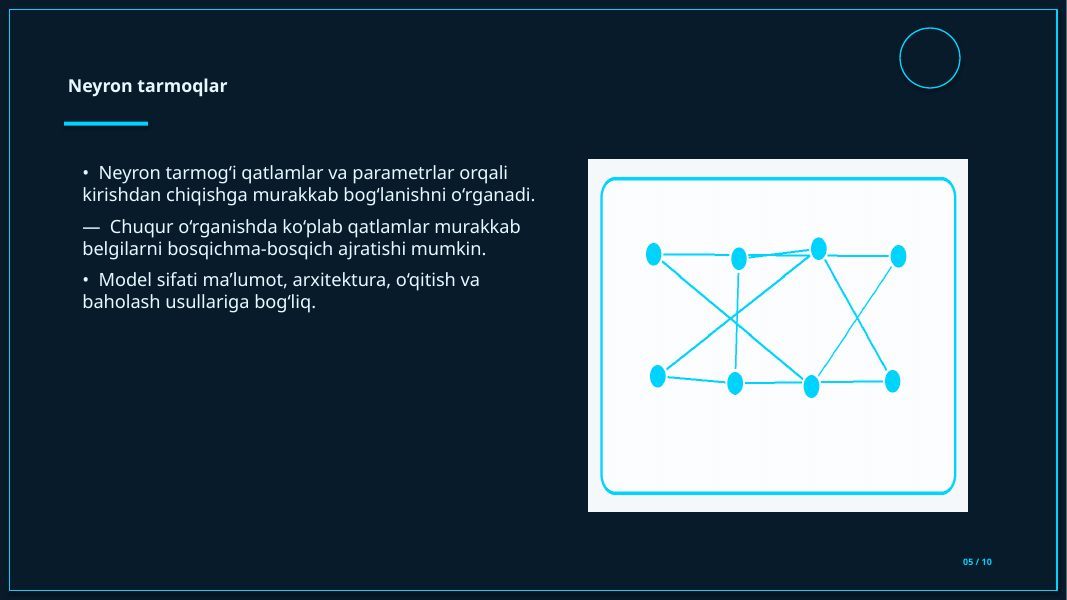 Neyron tarmoqlar
• Neyron tarmog‘i qatlamlar va parametrlar orqali
kirishdan chiqishga murakkab bog‘lanishni o‘rganadi.
— Chuqur o‘rganishda ko‘plab qatlamlar murakkab
belgilarni bosqichma-bosqich ajratishi mumkin.
• Model sifati ma’lumot, arxitektura, o‘qitish va
baholash usullariga bog‘liq.
05 / 10